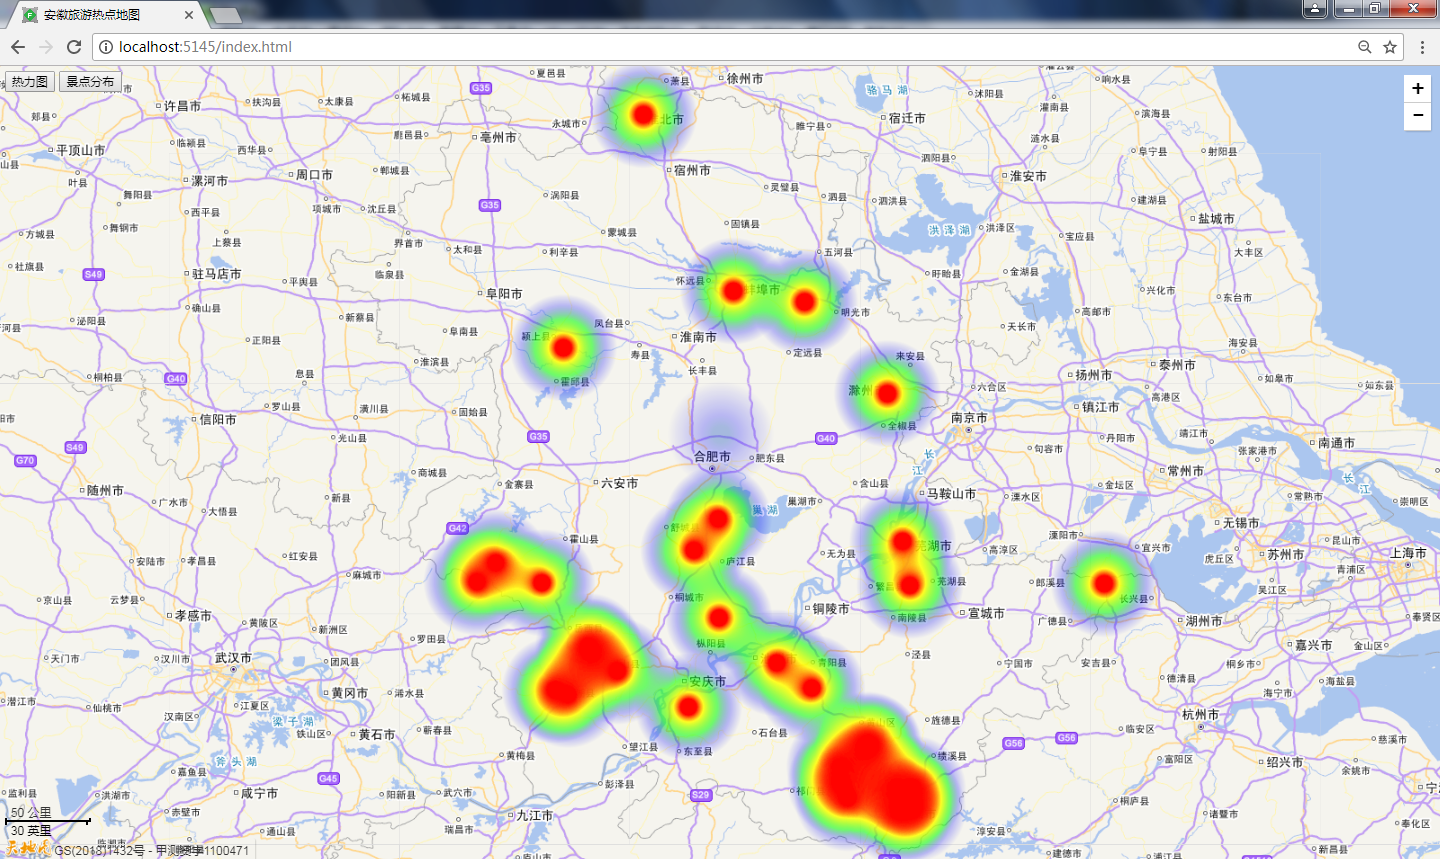 安徽旅游热点地图
localhost:5145/index.html
热力图 景点分布
+
−
夏邑县
萧县
徐州市
响水县
许昌市
扶沟县
太康县
柘城县
G35
骆马湖
沭阳县
灌南县
滨海县
郏县
临颍县
西华县
鹿邑县
亳州市
永城市
北市
睢宁县
宿迁市
涟水县
平顶山市
漯河市
周口市
郸城县
宿州市
泗阳县
阜宁县
射阳县
叶县
舞阳县
项城市
沈丘县
G35
涡阳县
灵璧县
泗县
泗洪县
淮安市
建湖县
舞钢市
西平县
方城县
上蔡县
界首市
太和县
利辛县
蒙城县
固镇县
五河县
洪泽湖
洪泽区
宝应县
盐城市
大丰区
社旗县
S49
驻马店市
平舆县
临泉县
阜阳市
怀远县
蚌埠市
盱眙县
金湖县
兴化市
东台市
泌阳县
确山县
新蔡县
阜南县
颍上县
凤台县
淮南市
明光市
天长市
高邮市
正阳县
淮滨县
寿县
定远县
来安县
海安县
桐柏县
G40
息县
霍邱县
长丰县
滁州
六合区
扬州市
泰州市
如皋市
如东县
信阳市
罗山县
潢川县
固始县
全椒县
南京市
镇江市
高港区
S49
光山县
G35
G40
句容市
丹阳市
靖江市
南通市
G70
合肥市
肥东县
长江
张家港市
随州市
商城县
金寨县
六安市
含山县
马鞍山市
溧水区
金坛区
常州市
常熟市
长江
崇明区
广水市
大悟县
新县
巢湖市
巢湖
无锡市
G42
舒城县
芜湖市
溧阳市
昆山市
安陆市
孝昌县
红安县
麻城市
霍山县
庐江县
无为县
高淳区
宜兴市
虎丘区
苏州市
青浦区
上海市
京山县
云梦县
孝感市
黄陂区
新洲区
桐城市
铜陵市
繁昌
芜湖县
南陵县
宣城市
郎溪县
广德县
长兴县
湖州市
吴江区
嘉兴市
奉贤区
金山区
天门市
汉川市
武汉市
团风县
罗田县
枞阳县
青阳县
泾县
宁国市
安吉县
桐乡市
潜江市
仙桃市
汉南区
江夏区
黄冈市
浠水县
安庆市
德清县
海宁市
海盐县
梁子湖
铁山区
黄石市
蕲春县
望江县
东至县
石台县
旌德县
杭州市
临安区
慈溪市
斧头湖
嘉鱼县
G45
黄梅县
绩溪县
G56
G56
富阳区
绍兴市
余姚市
监利县
洪湖市
咸宁市
阳新县
武穴市
彭泽县
S29
祁门
桐庐县
50 公里
赤壁市
通山县
瑞昌市
九江市
淳安县
诸暨市
奉化区
30 英里
天地图
GS(2018)1432号 - 甲测资字1100471
庐山市
建德市
浦江县
嵊州市
新昌县